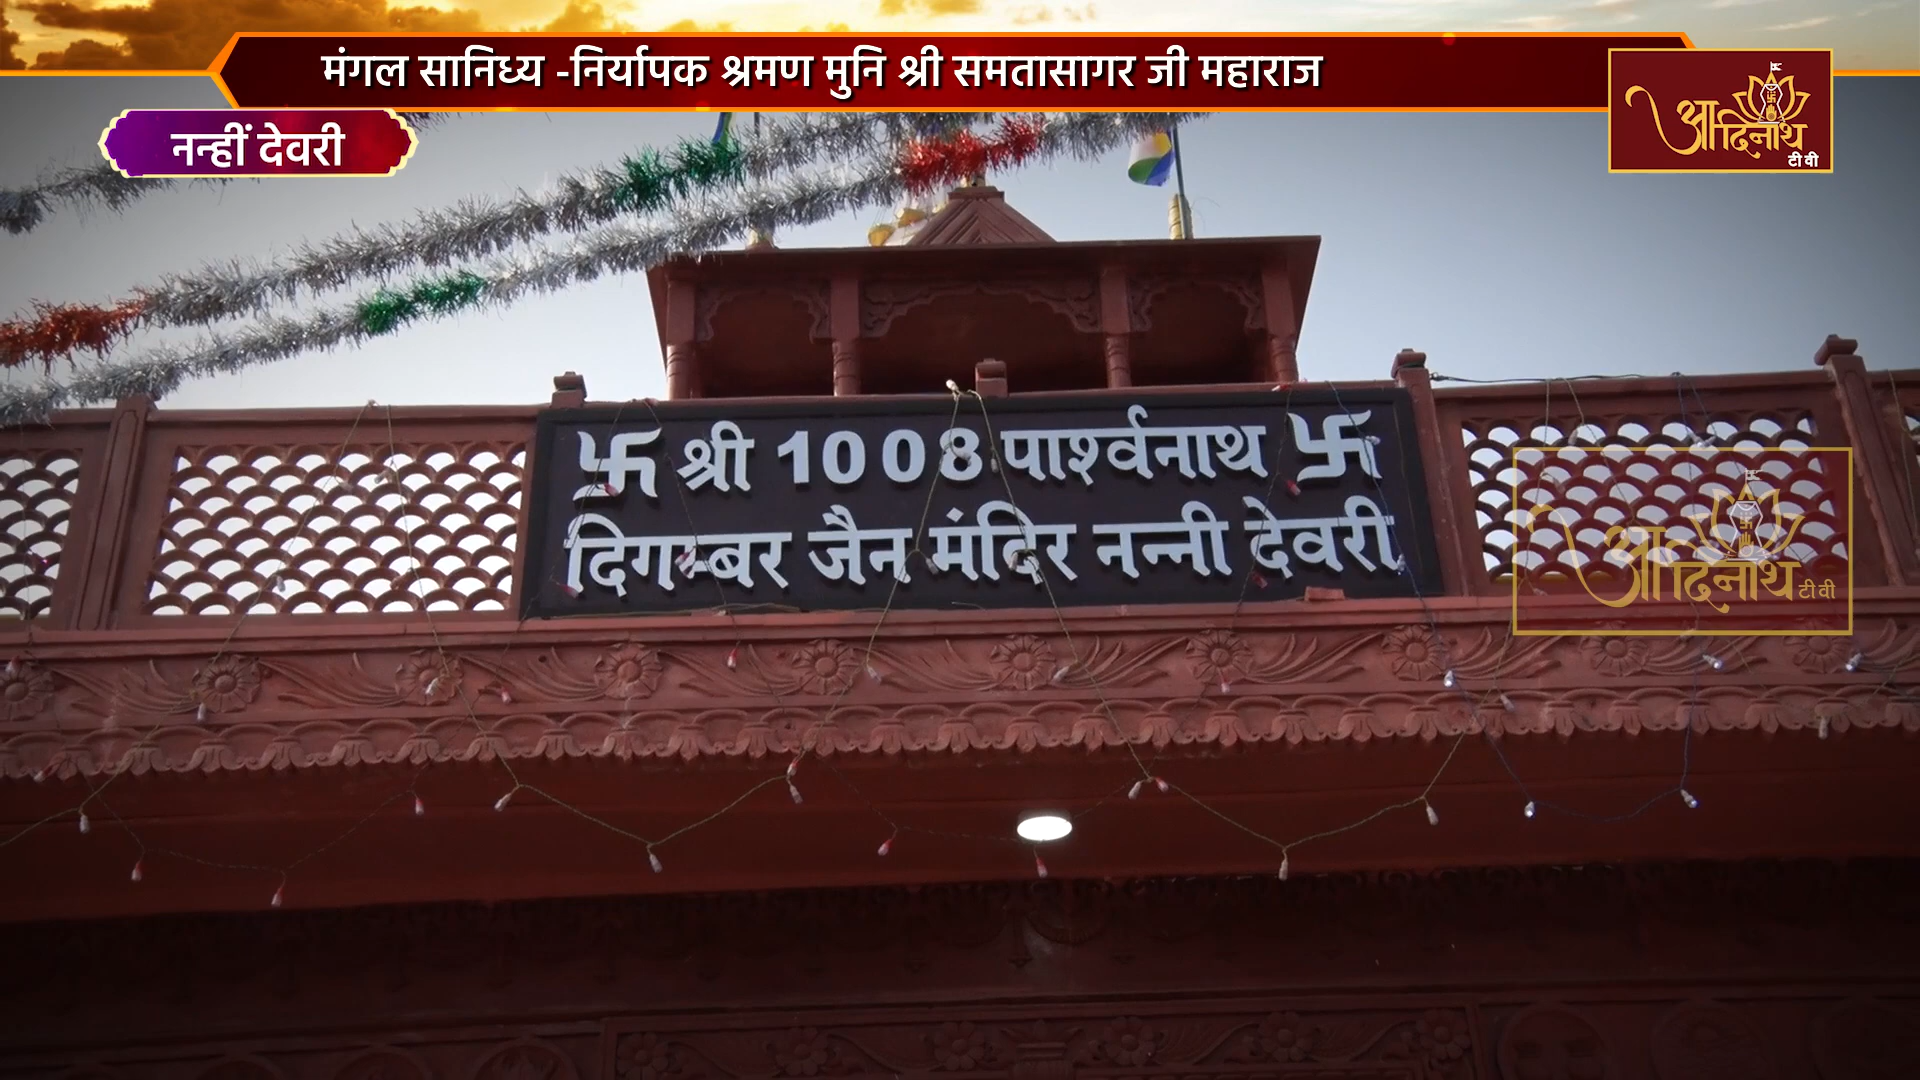 मंगल सानिध्य -निर्यापक श्रमण मुनि श्री समतासागर जी महाराज
आदिनाथ
टीवी
नन्हीं देवरी
卐 श्री 1008 पार्श्वनाथ 卐
दिगम्बर जैन मंदिर नन्नी देवरी
आदिनाथ टीवी